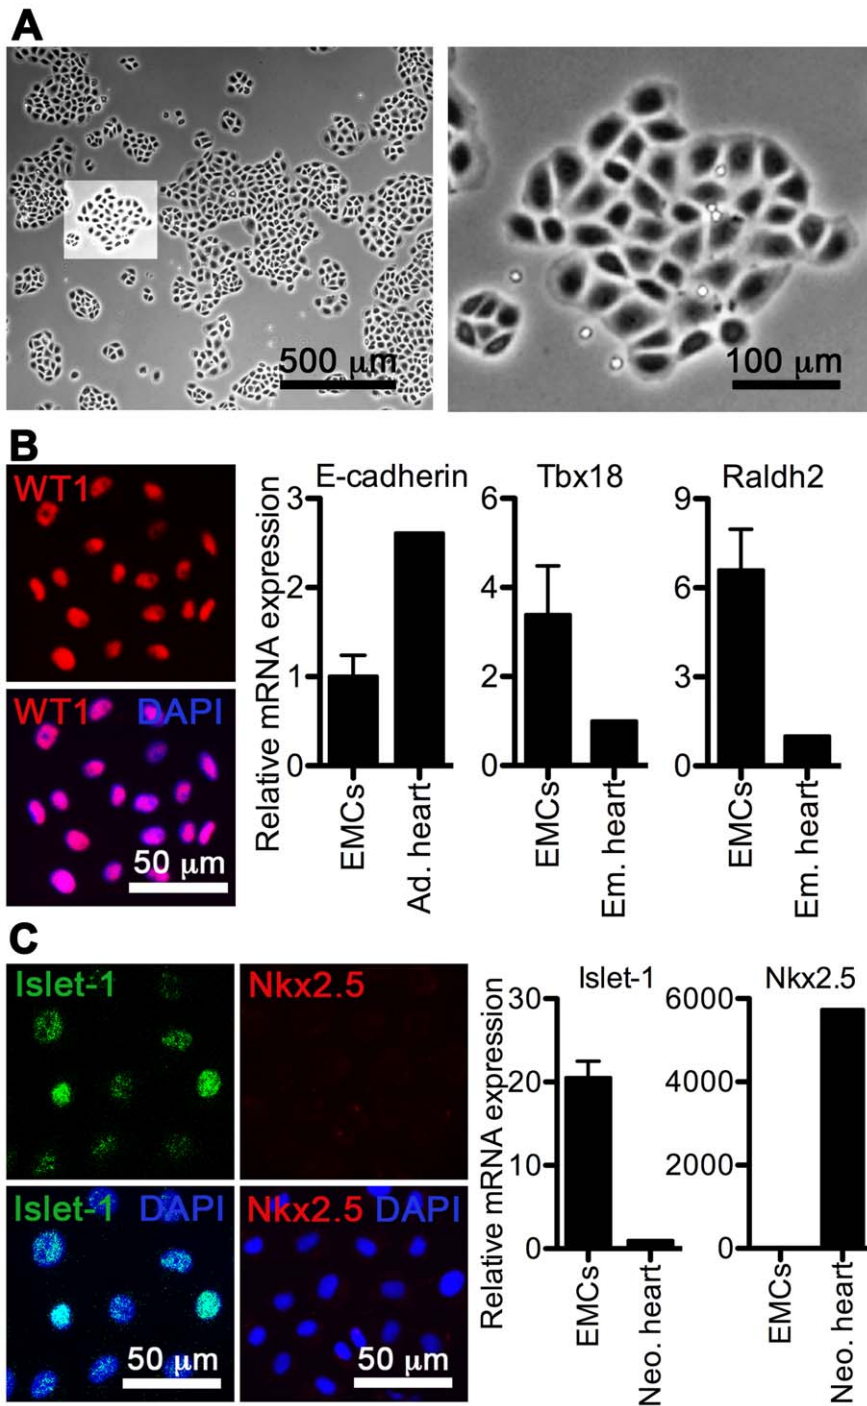 A
500 µm
100 µm
B
WT1
WT1 DAPI
50 µm
Relative mRNA expression
E-cadherin
3
2
1
0
EMCs
Ad. heart
Tbx18
6
4
2
0
EMCs
Em. heart
Raldh2
9
6
3
0
EMCs
Em. heart
C
Islet-1
Nkx2.5
Islet-1 DAPI
50 µm
Nkx2.5 DAPI
50 µm
Relative mRNA expression
Islet-1
30
20
10
0
EMCs
Neo. heart
Nkx2.5
6000
4000
2000
0
EMCs
Neo. heart